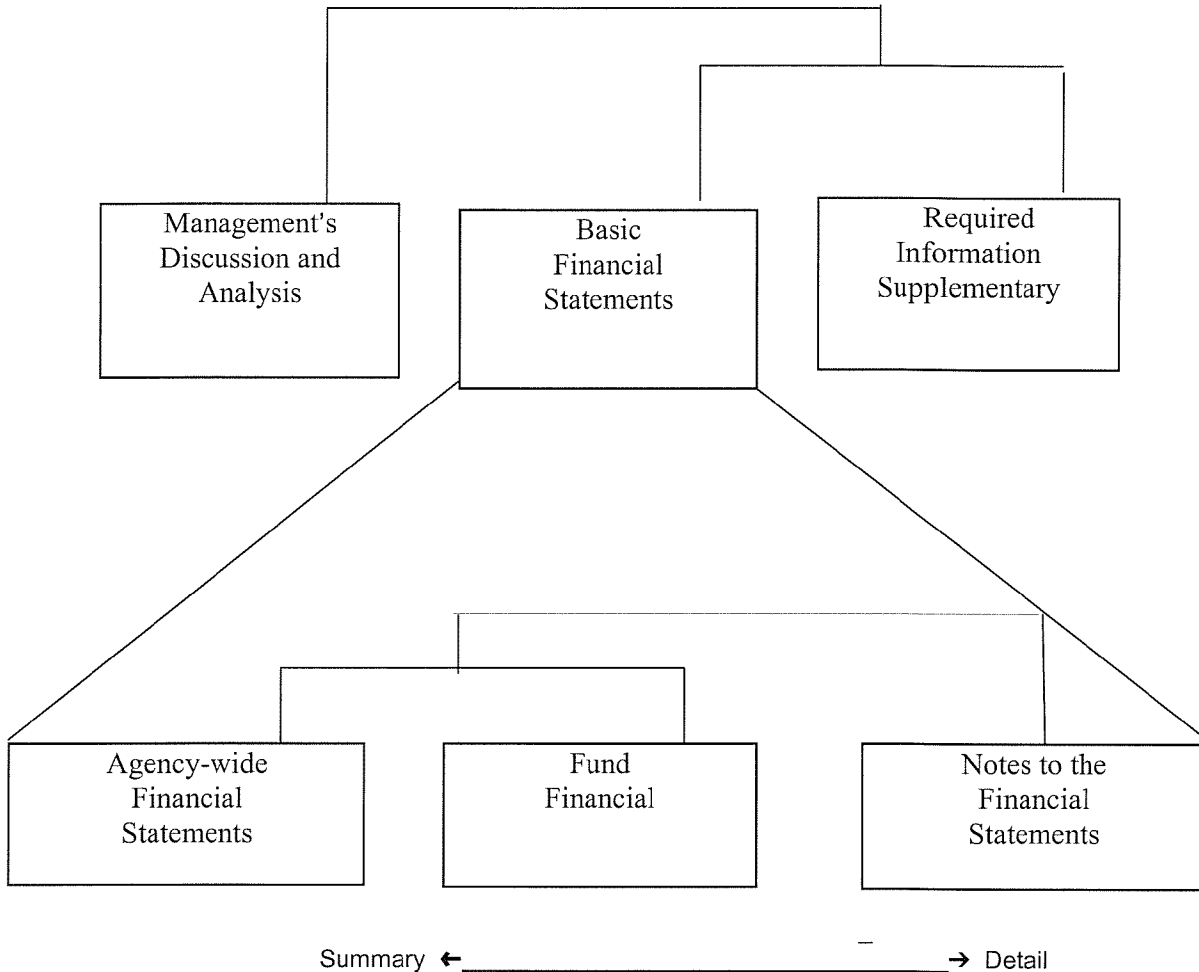 Management's
Discussion and
Analysis
Basic
Financial
Statements
Required
Information
Supplementary
Agency-wide
Financial
Statements
Fund
Financial
Notes to the
Financial
Statements
Summary ← → Detail